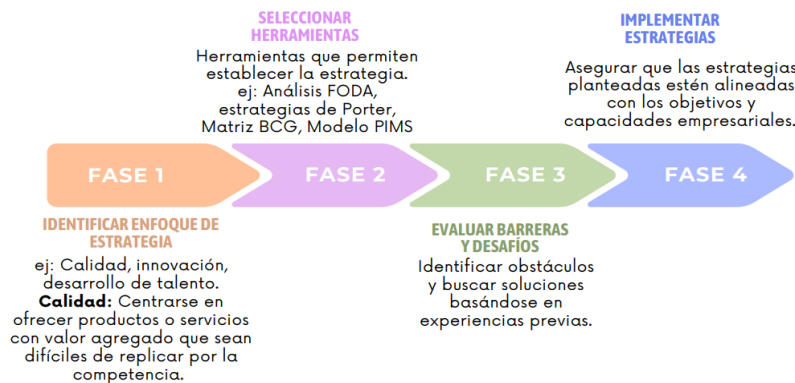 SELECCIONAR
HERRAMIENTAS
Herramientas que permiten
establecer la estrategia.
ej: Análisis FODA,
estrategias de Porter,
Matriz BCG, Modelo PIMS
IMPLEMENTAR
ESTRATEGIAS
Asegurar que las estrategias
planteadas estén alineadas
con los objetivos y
capacidades empresariales.
FASE 1
FASE 2
FASE 3
FASE 4
IDENTIFICAR ENFOQUE DE
ESTRATEGIA
ej: Calidad, innovación,
desarrollo de talento.
Calidad: Centrarse en
ofrecer productos o servicios
con valor agregado que sean
difíciles de replicar por la
competencia.
EVALUAR BARRERAS
Y DESAFÍOS
Identificar obstáculos
y buscar soluciones
basándose en
experiencias previas.